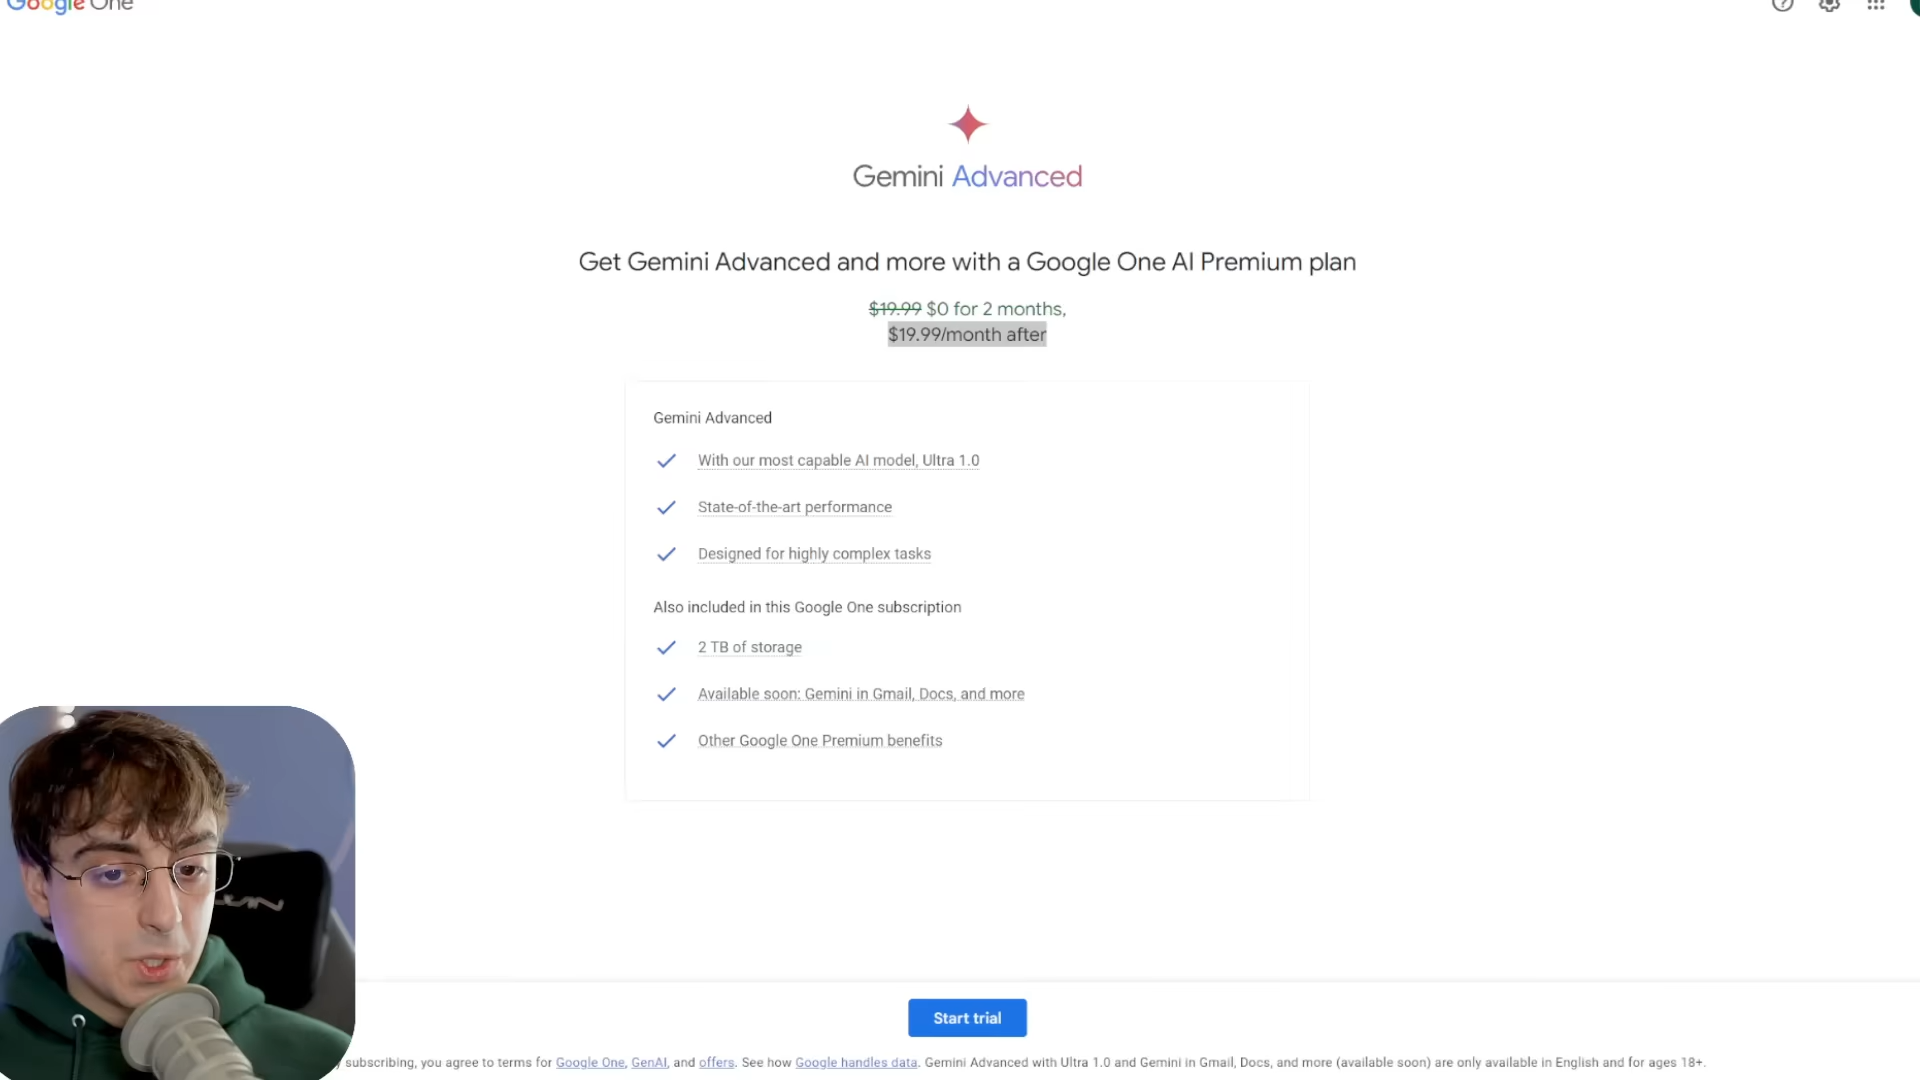 Google One
Gemini Advanced
Get Gemini Advanced and more with a Google One AI Premium plan
$19.99 $0 for 2 months,
$19.99/month after
Gemini Advanced
With our most capable AI model, Ultra 1.0
State-of-the-art performance
Designed for highly complex tasks
Also included in this Google One subscription
2 TB of storage
Available soon: Gemini in Gmail, Docs, and more
Other Google One Premium benefits
Start trial
subscribing, you agree to terms for Google One, GenAI, and offers. See how Google handles data. Gemini Advanced with Ultra 1.0 and Gemini in Gmail, Docs, and more (available soon) are only available in English and for ages 18+.